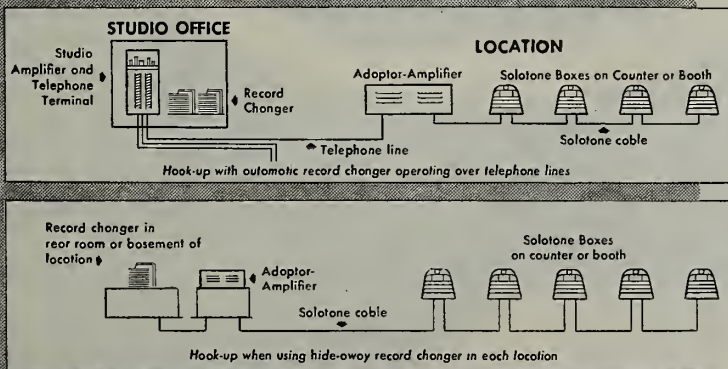 STUDIO OFFICE
Studio
Amplifier and
Telephone
Terminal
Record
Changer
LOCATION
Adaptor-Amplifier
Solotone Boxes on Counter or Booth
Telephone line
Solotone cable
Hook-up with automatic record changer operating over telephone lines
Record changer in
rear room or basement of
location
Adaptor-
Amplifier
Solotone cable
Solotone Boxes
on counter or booth
Hook-up when using hide-away record changer in each location